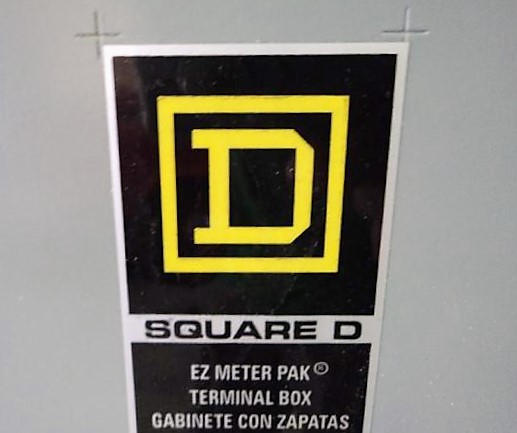 D
SQUARE D
EZ METER PAK®
TERMINAL BOX
GABINETE CON ZAPATAS